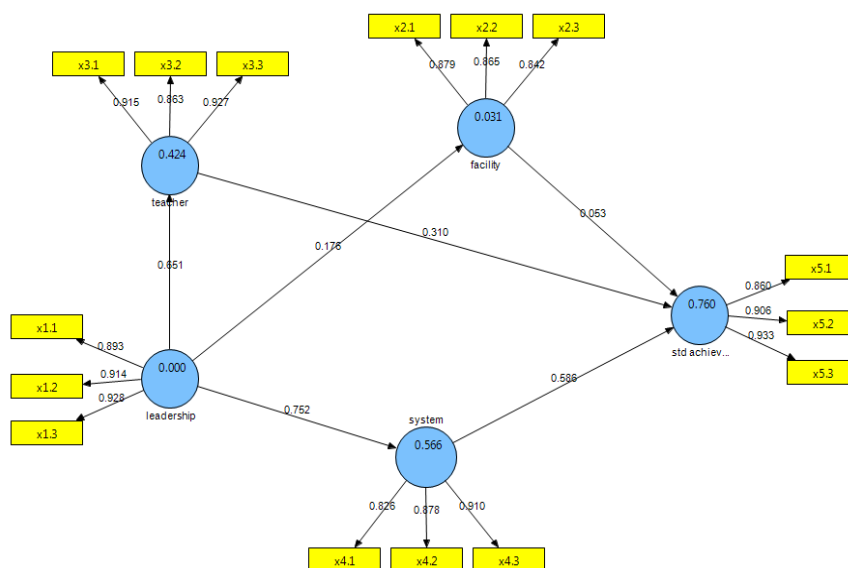 x2.1 x2.2 x2.3
0.879 0.865 0.842
x3.1 x3.2 x3.3
0.915 0.863 0.927
0.031
facility
0.424
teacher
0.053
0.310
0.176
0.651
x5.1
0.860
0.760
0.906
x5.2
0.933
std achiev...
x5.3
x1.1
0.893
0.000
0.914
x1.2
0.928
leadership
x1.3
0.586
0.752
system
0.566
0.826 0.878 0.910
x4.1 x4.2 x4.3